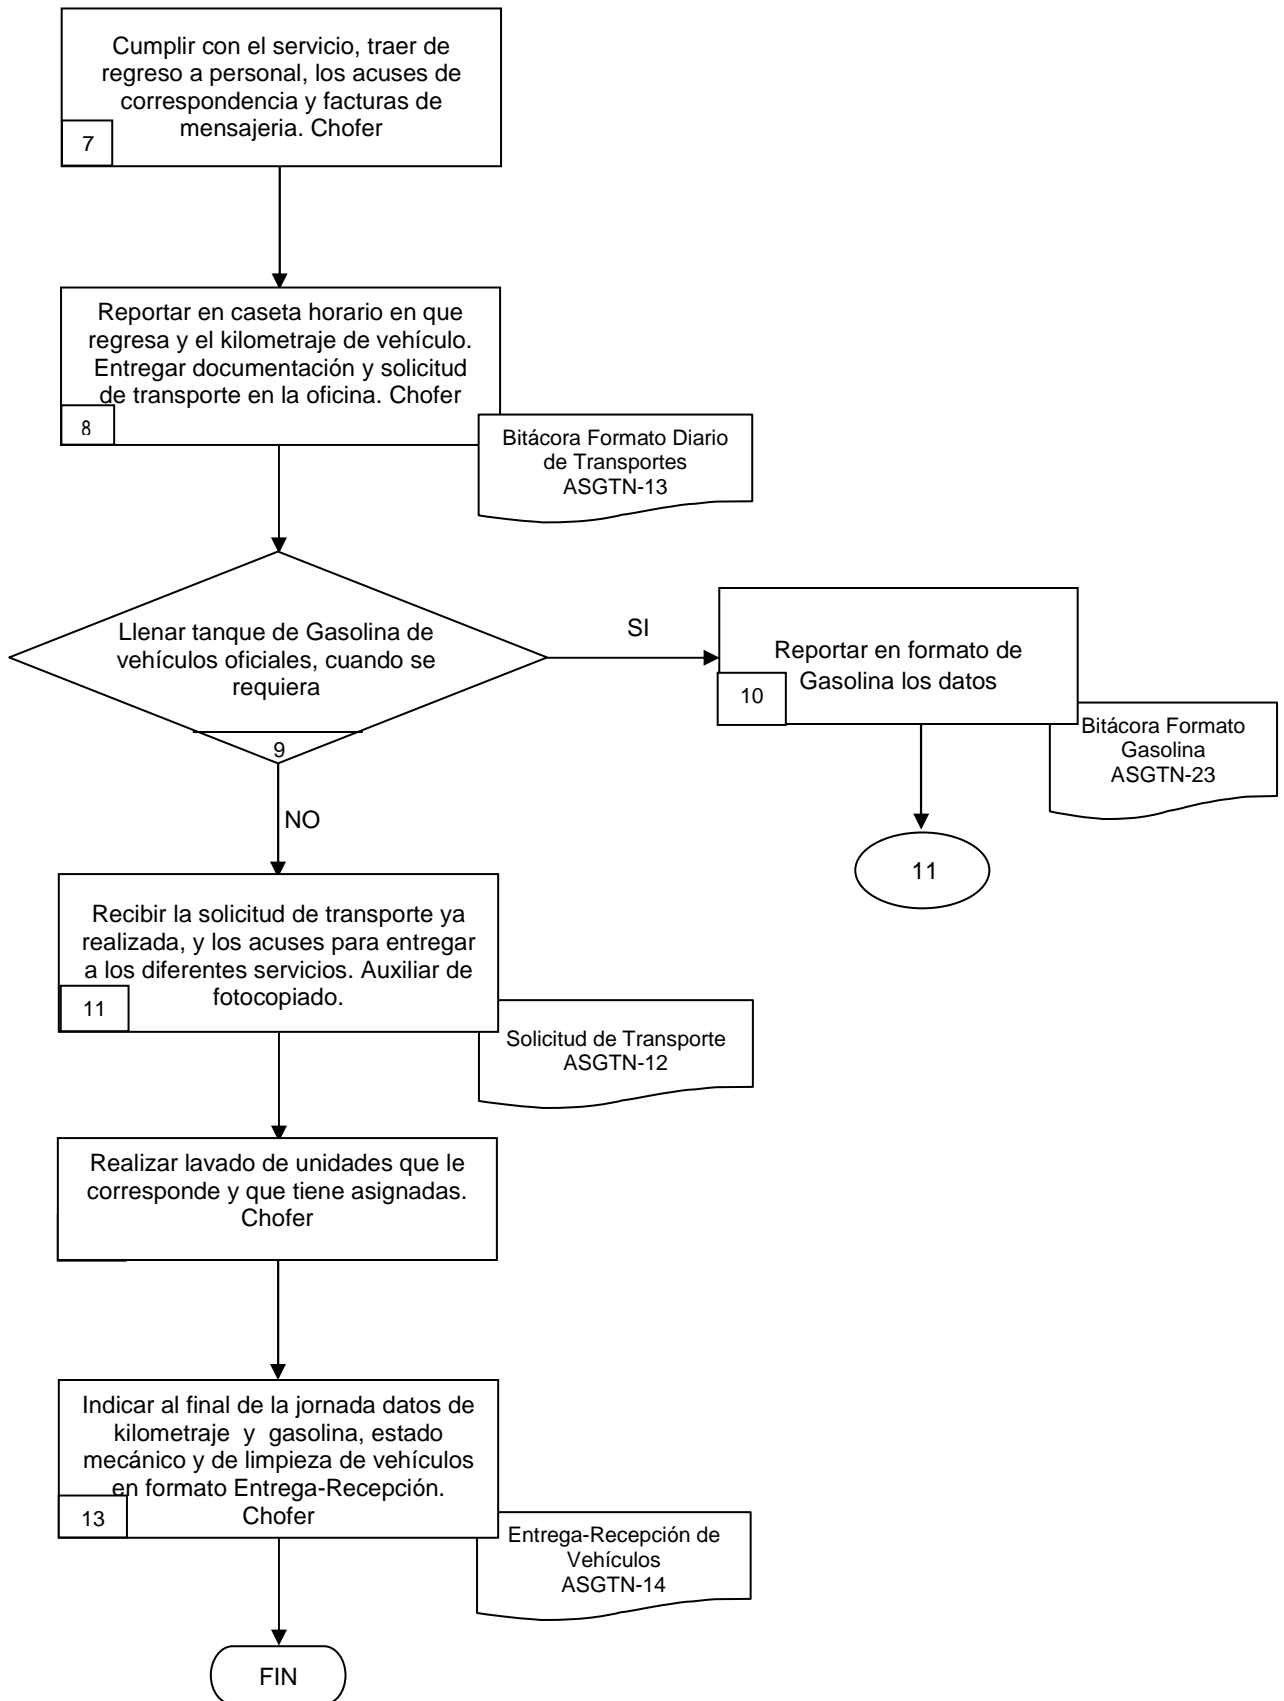 Cumplir con el servicio, traer de
regreso a personal, los acuses de
correspondencia y facturas de
mensajeria. Chofer
7
Reportar en caseta horario en que
regresa y el kilometraje de vehículo.
Entregar documentación y solicitud
de transporte en la oficina. Chofer
8
Bitácora Formato Diario
de Transportes
ASGTN-13
Llenar tanque de Gasolina de
vehículos oficiales, cuando se
requiera
9
SI
Reportar en formato de
Gasolina los datos
10
Bitácora Formato
Gasolina
ASGTN-23
11
NO
Recibir la solicitud de transporte ya
realizada, y los acuses para entregar
a los diferentes servicios. Auxiliar de
fotocopiado.
11
Solicitud de Transporte
ASGTN-12
Realizar lavado de unidades que le
corresponde y que tiene asignadas.
Chofer
Indicar al final de la jornada datos de
kilometraje  y  gasolina, estado
mecánico y de limpieza de vehículos
en formato Entrega-Recepción.
Chofer
13
Entrega-Recepción de
Vehículos
ASGTN-14
FIN